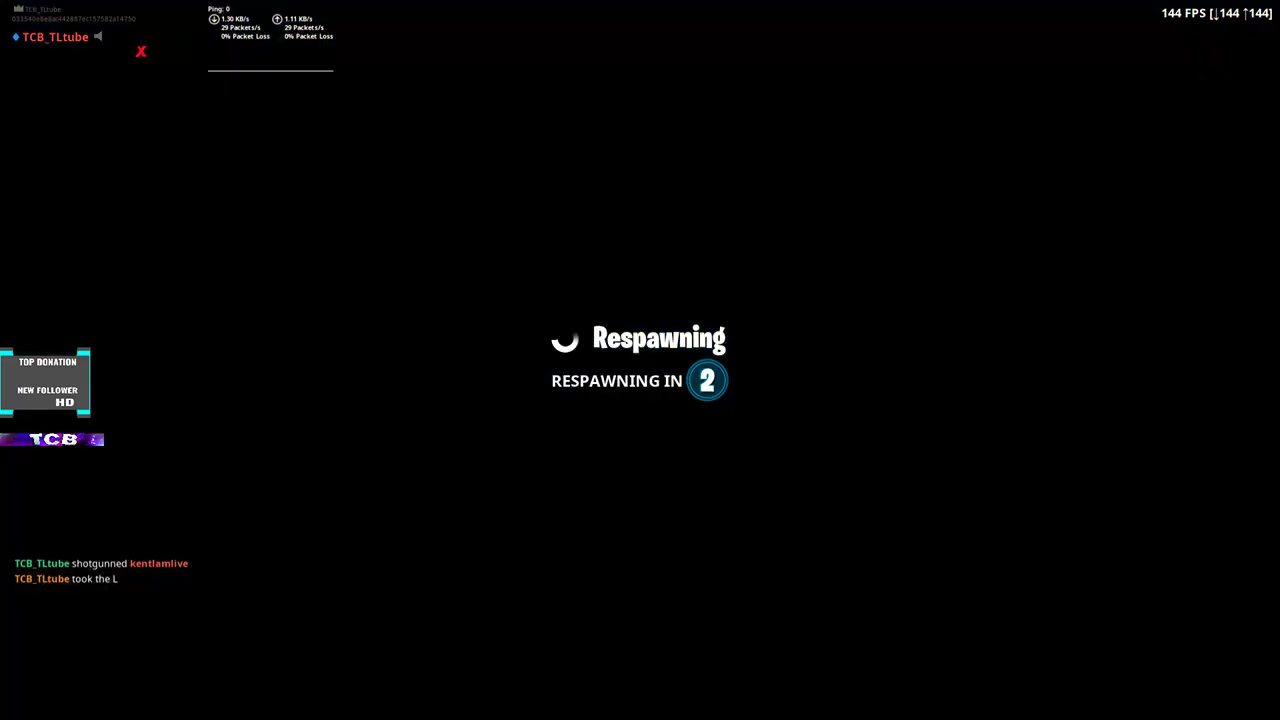 TCB_TLtube
TCB_TLtube
X
Ping: 0
1.30 KB/s
29 Packets/s
0% Packet Loss
1.11 KB/s
29 Packets/s
0% Packet Loss
144 FPS [↓144 ↑144]
Respawning
RESPAWNING IN 2
TOP DONATION
NEW FOLLOWER
HD
TCB
TCB_TLtube shotgunned kentlamlive
TCB_TLtube took the L